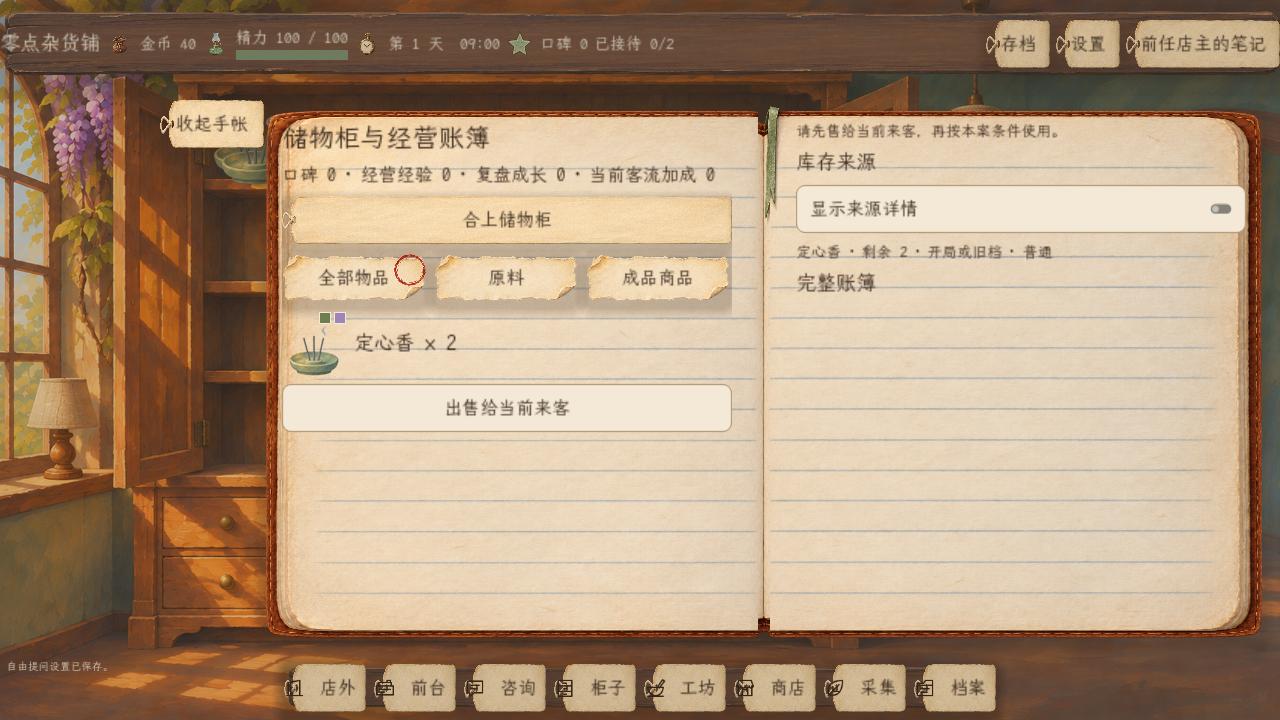 零点杂货铺 金币 40 精力 100 / 100 第 1 天 09:00 口碑 0 已接待 0/2 存档 设置 前任店主的笔记
收起手帐
储物柜与经营账簿
口碑 0 · 经营经验 0 · 复盘成长 0 · 当前客流加成 0
合上储物柜
全部物品 原料 成品商品
定心香 × 2
出售给当前来客
请先售给当前来客，再按本案条件使用。
库存来源
显示来源详情
定心香 · 剩余 2 · 开局或旧档 · 普通
完整账簿
自由提问设置已保存。
店外 前台 咨询 柜子 工坊 商店 采集 档案